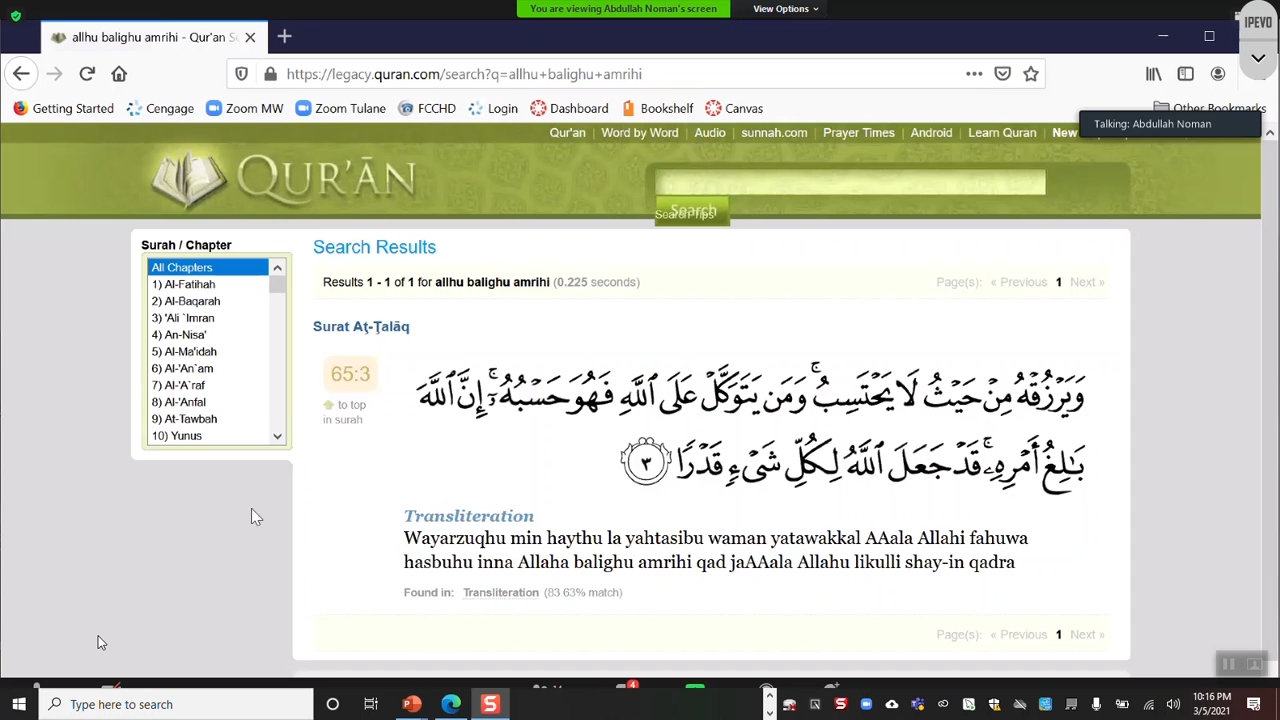 You are viewing Abdullah Noman's screen
View Options
IPEVO
allhu balighu amrihi - Qur'an S
https://legacy.quran.com/search?q=allhu+balighu+amrihi
Getting Started
Cengage
Zoom MW
Zoom Tulane
FCCHD
Login
Dashboard
Bookshelf
Canvas
Other Bookmarks
Talking: Abdullah Noman
Qur'an | Word by Word | Audio | sunnah.com | Prayer Times | Android | Learn Quran | New
QUR'ĀN
Search
Search Tips
Surah / Chapter
All Chapters
1) Al-Fatihah
2) Al-Baqarah
3) 'Ali `Imran
4) An-Nisa'
5) Al-Ma'idah
6) Al-'An`am
7) Al-'A`raf
8) Al-'Anfal
9) At-Tawbah
10) Yunus
Search Results
Results 1 - 1 of 1 for allhu balighu amrihi (0.225 seconds)
Page(s): « Previous 1 Next »
Surat Aţ-Ţalāq
65:3
to top
in surah
وَيَرْزُقْهُ مِنْ حَيْثُ لَا يَحْتَسِبُ ۚ وَمَن يَتَوَكَّلْ عَلَى ٱللَّهِ فَهُوَ حَسْبُهُۥٓ ۚ إِنَّ ٱللَّهَ
بَـٰلِغُ أَمْرِهِۦ ۚ قَدْ جَعَلَ ٱللَّهُ لِكُلِّ شَىْءٍ قَدْرًا ٣
Transliteration
Wayarzuqhu min haythu la yahtasibu waman yatawakkal AAala Allahi fahuwa
hasbuhu inna Allaha balighu amrihi qad jaAAala Allahu likulli shay-in qadra
Found in: Transliteration (83.63% match)
Page(s): « Previous 1 Next »
Type here to search
4
10:16 PM
3/5/2021